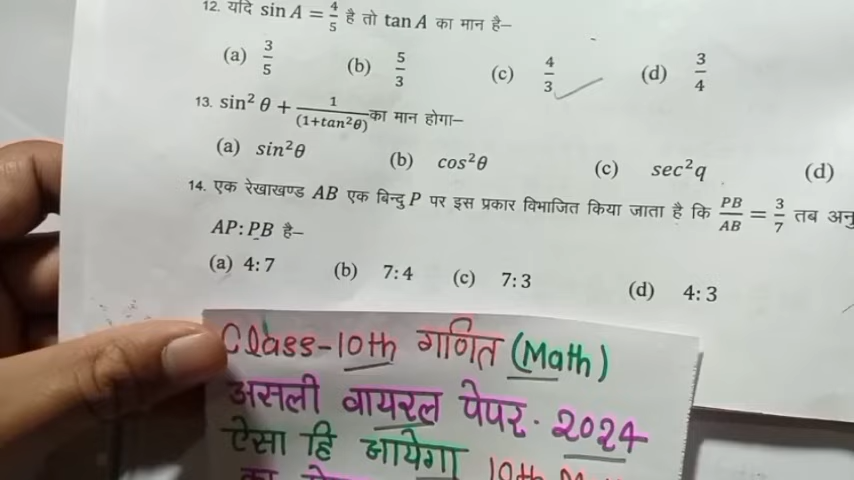 12. यदि sin A = 4/5 है तो tan A का मान है–
(a) 3/5 (b) 5/3 (c) 4/3 (d) 3/4
13. sin² θ + 1/(1+tan²θ) का मान होगा–
(a) sin²θ (b) cos²θ (c) sec²q (d)
14. एक रेखाखण्ड AB एक बिन्दु P पर इस प्रकार विभाजित किया जाता है कि PB/AB = 3/7 तब अनु
AP:PB है–
(a) 4:7 (b) 7:4 (c) 7:3 (d) 4:3
Class-10th गणित (Math)
असली वायरल पेपर. 2024
ऐसा हि आयेगा 10th